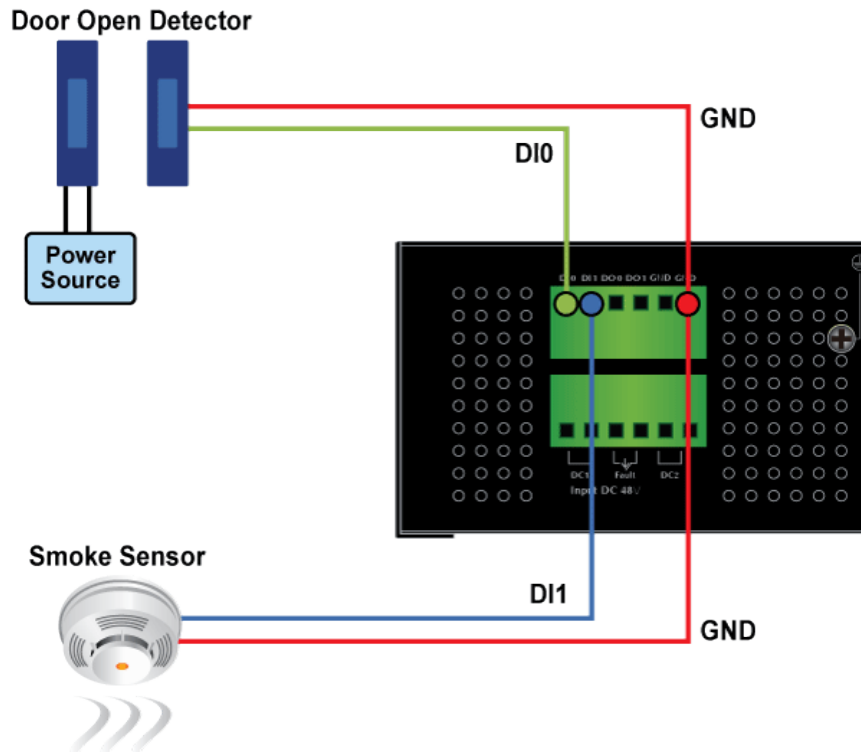 Door Open Detector
GND
DI0
Power
Source
DI0 DI1 DO0 DO1 GND GND
DC1 Fault DC2
Input DC 48V
Smoke Sensor
DI1
GND